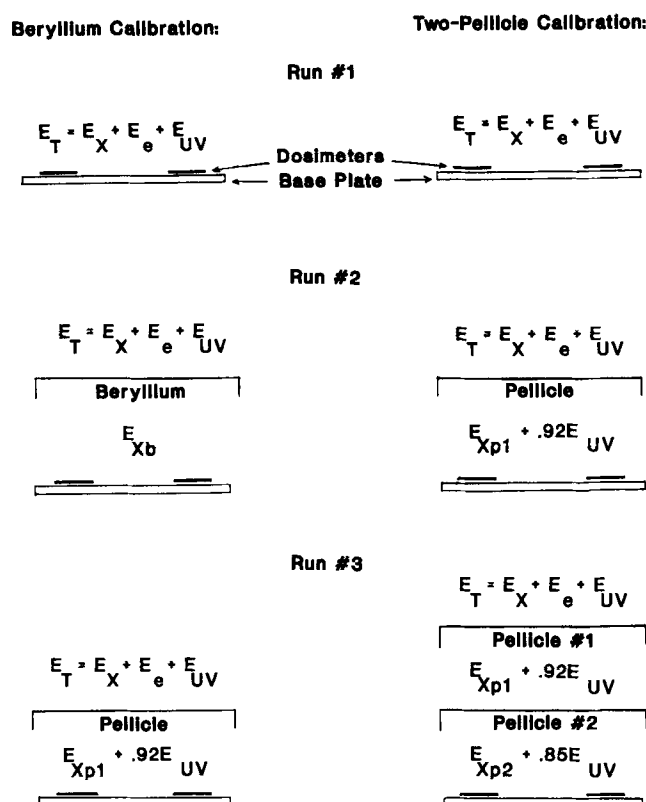 Beryllium Calibration:
Two-Pellicle Calibration:
Run #1
E_T = E_X + E_e + E_UV
E_T = E_X + E_e + E_UV
Dosimeters
Base Plate
Run #2
E_T = E_X + E_e + E_UV
E_T = E_X + E_e + E_UV
Beryllium
Pellicle
E_Xb
E_Xp1 + .92E_UV
Run #3
E_T = E_X + E_e + E_UV
Pellicle #1
E_T = E_X + E_e + E_UV
E_Xp1 + .92E_UV
Pellicle
Pellicle #2
E_Xp1 + .92E_UV
E_Xp2 + .85E_UV